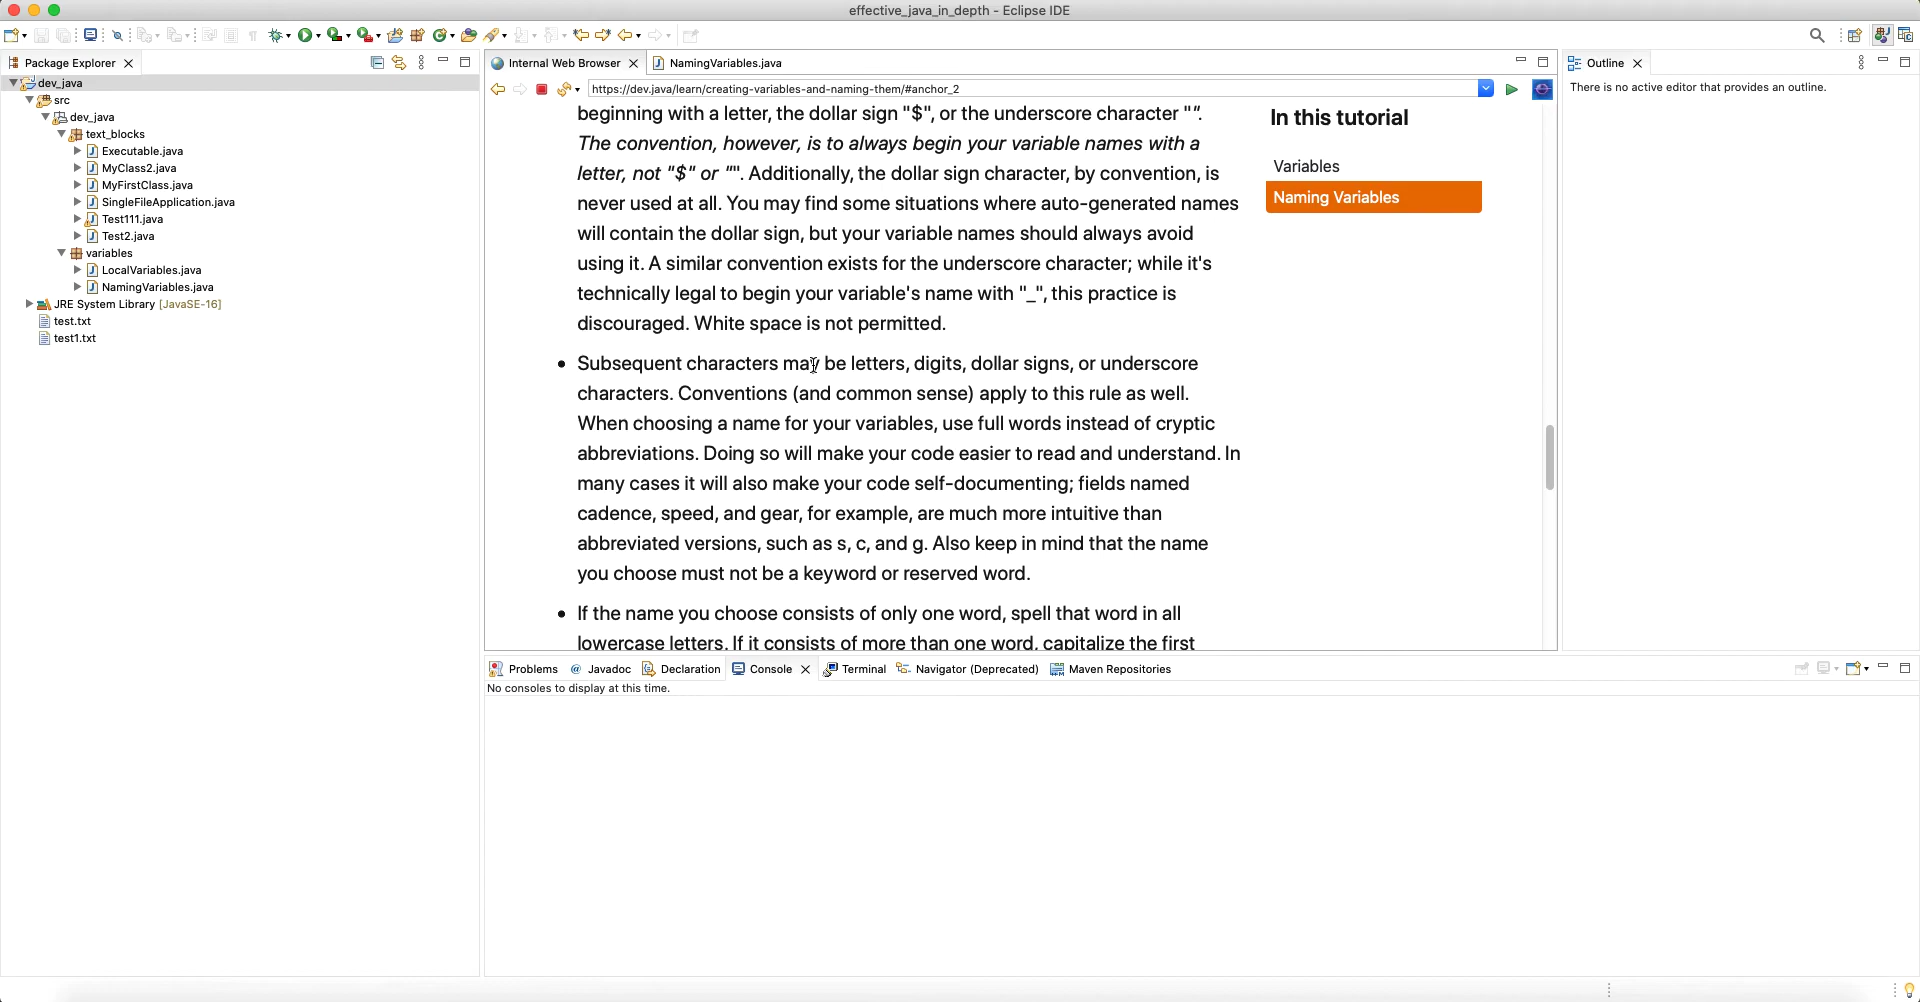 effective_java_in_depth - Eclipse IDE
Package Explorer
dev_java
src
dev_java
text_blocks
Executable.java
MyClass2.java
MyFirstClass.java
SingleFileApplication.java
Test111.java
Test2.java
variables
LocalVariables.java
NamingVariables.java
JRE System Library [JavaSE-16]
test.txt
test1.txt
Internal Web Browser
NamingVariables.java
https://dev.java/learn/creating-variables-and-naming-them/#anchor_2
beginning with a letter, the dollar sign "$", or the underscore character "".
The convention, however, is to always begin your variable names with a
letter, not "$" or "". Additionally, the dollar sign character, by convention, is
never used at all. You may find some situations where auto-generated names
will contain the dollar sign, but your variable names should always avoid
using it. A similar convention exists for the underscore character; while it's
technically legal to begin your variable's name with "_", this practice is
discouraged. White space is not permitted.
• Subsequent characters may be letters, digits, dollar signs, or underscore
characters. Conventions (and common sense) apply to this rule as well.
When choosing a name for your variables, use full words instead of cryptic
abbreviations. Doing so will make your code easier to read and understand. In
many cases it will also make your code self-documenting; fields named
cadence, speed, and gear, for example, are much more intuitive than
abbreviated versions, such as s, c, and g. Also keep in mind that the name
you choose must not be a keyword or reserved word.
• If the name you choose consists of only one word, spell that word in all
lowercase letters. If it consists of more than one word, capitalize the first
In this tutorial
Variables
Naming Variables
Outline
There is no active editor that provides an outline.
Problems
@ Javadoc
Declaration
Console
Terminal
Navigator (Deprecated)
Maven Repositories
No consoles to display at this time.